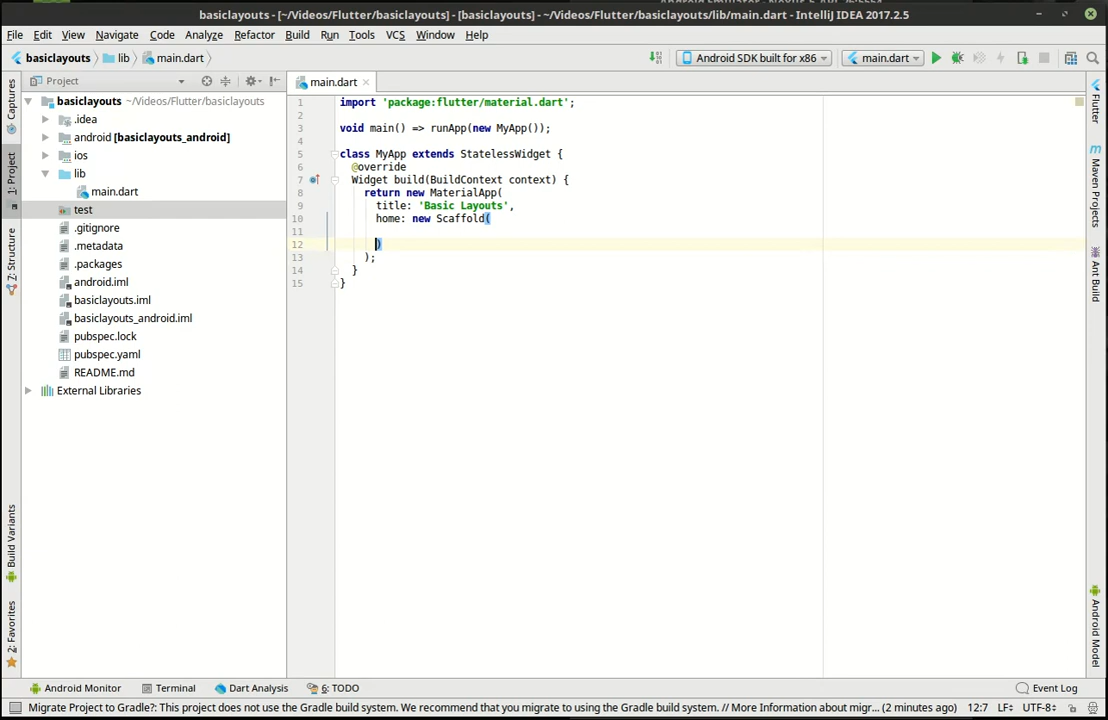 basiclayouts - [~/Videos/Flutter/basiclayouts] - [basiclayouts] - ~/Videos/Flutter/basiclayouts/lib/main.dart - IntelliJ IDEA 2017.2.5
File Edit View Navigate Code Analyze Refactor Build Run Tools VCS Window Help
basiclayouts lib main.dart Android SDK built for x86 main.dart
Project main.dart
basiclayouts ~/Videos/Flutter/basiclayouts
.idea
android [basiclayouts_android]
ios
lib
main.dart
test
.gitignore
.metadata
.packages
android.iml
basiclayouts.iml
basiclayouts_android.iml
pubspec.lock
pubspec.yaml
README.md
External Libraries
1 import 'package:flutter/material.dart';
2
3 void main() => runApp(new MyApp());
4
5 class MyApp extends StatelessWidget {
6 @override
7 Widget build(BuildContext context) {
8 return new MaterialApp(
9 title: 'Basic Layouts',
10 home: new Scaffold(
11
12 )
13 );
14 }
15 }
Captures
1: Project
7: Structure
Build Variants
2: Favorites
Flutter
Maven Projects
Ant Build
Android Model
Android Monitor Terminal Dart Analysis 6: TODO Event Log
Migrate Project to Gradle?: This project does not use the Gradle build system. We recommend that you migrate to using the Gradle build system. // More Information about migr... (2 minutes ago) 12:7 LF UTF-8